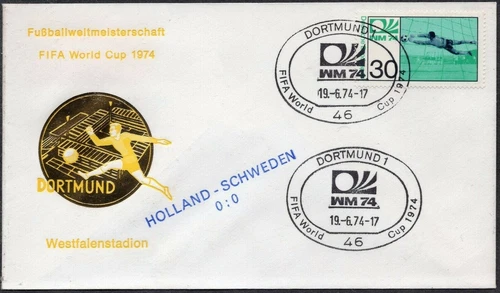 Fußballweltmeisterschaft
FIFA World Cup 1974
DORTMUND
Westfalenstadion
HOLLAND-SCHWEDEN
0:0
DORTMUND 1
WM 74
19.-6.74-17
FIFA World Cup 1974
46
WM 74
30
DORTMUND 1
WM 74
19.-6.74-17
FIFA World Cup 1974
46